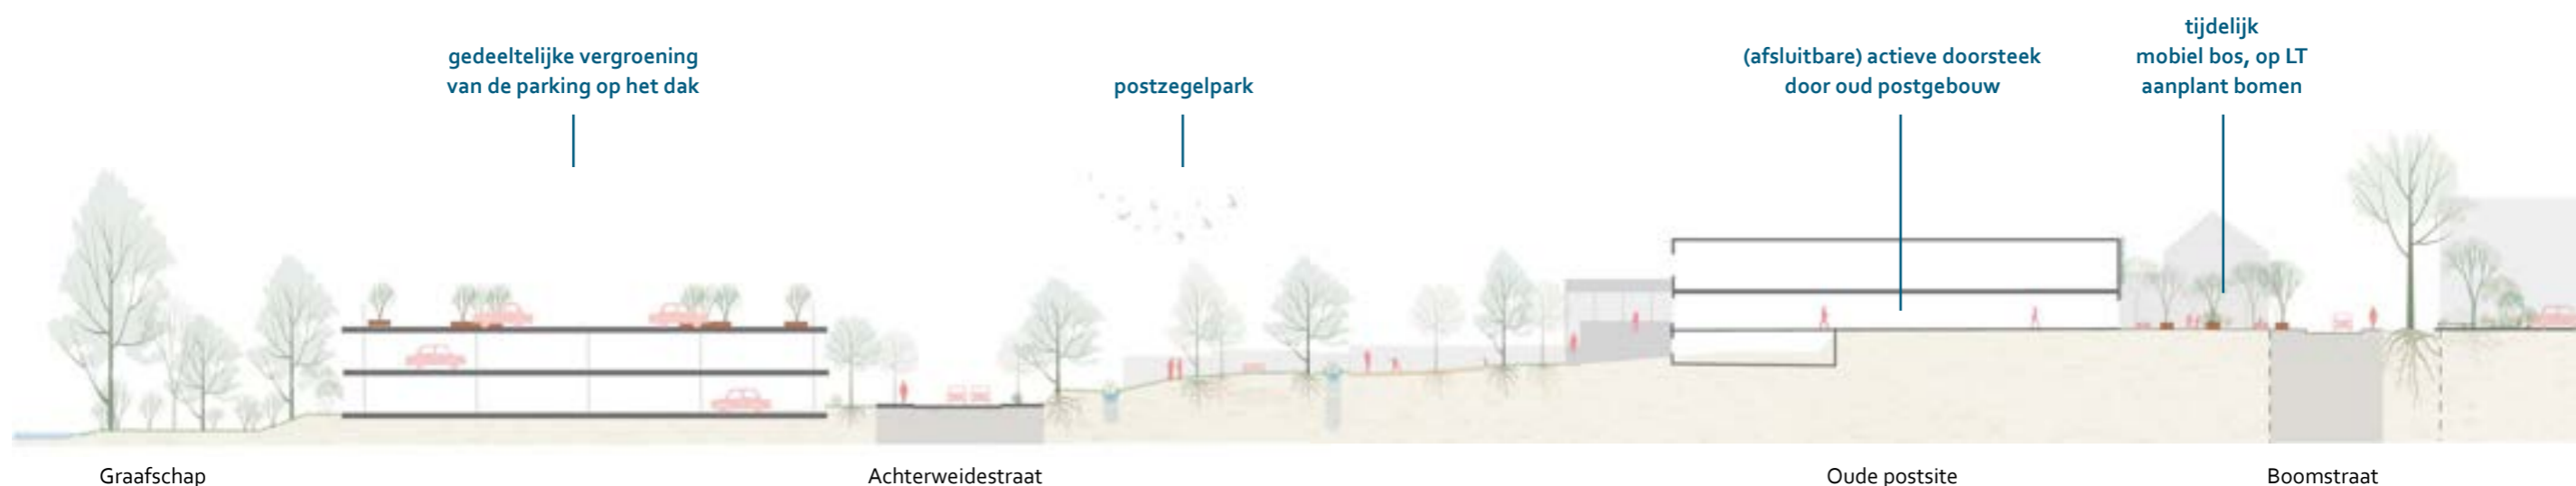 gedeeltelijke vergroening
van de parking op het dak
postzegelpark
(afsluitbare) actieve doorsteek
door oud postgebouw
tijdelijk
mobiel bos, op LT
aanplant bomen
Graafschap
Achterweidestraat
Oude postsite
Boomstraat